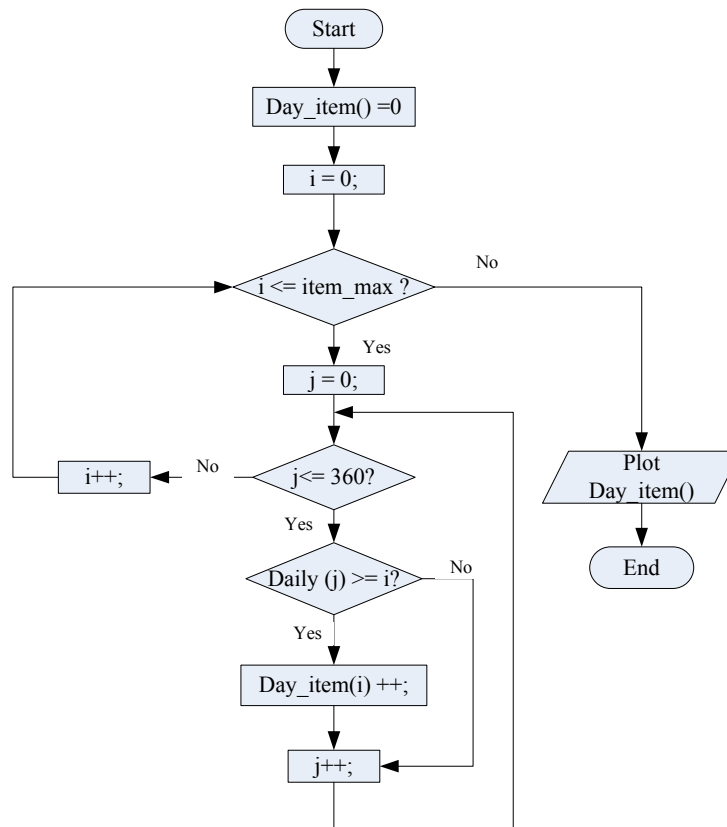 Start
Day_item() =0
i = 0;
i <= item_max ?
No
Yes
j = 0;
j<= 360?
No
i++;
Yes
Daily (j) >= i?
No
Yes
Day_item(i) ++;
j++;
Plot
Day_item()
End